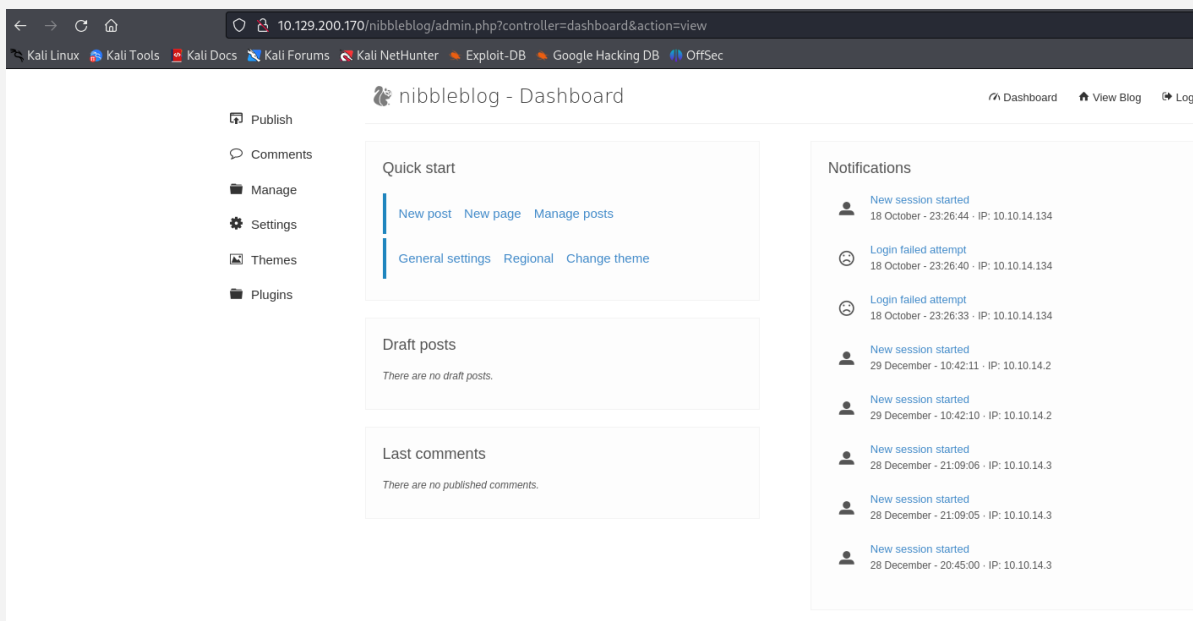 10.129.200.170/nibbleblog/admin.php?controller=dashboard&action=view
Kali Linux Kali Tools Kali Docs Kali Forums Kali NetHunter Exploit-DB Google Hacking DB OffSec
nibbleblog - Dashboard
Dashboard View Blog Log
Publish
Comments
Manage
Settings
Themes
Plugins
Quick start
New post New page Manage posts
General settings Regional Change theme
Draft posts
There are no draft posts.
Last comments
There are no published comments.
Notifications
New session started
18 October - 23:26:44 · IP: 10.10.14.134
Login failed attempt
18 October - 23:26:40 · IP: 10.10.14.134
Login failed attempt
18 October - 23:26:33 · IP: 10.10.14.134
New session started
29 December - 10:42:11 · IP: 10.10.14.2
New session started
29 December - 10:42:10 · IP: 10.10.14.2
New session started
28 December - 21:09:06 · IP: 10.10.14.3
New session started
28 December - 21:09:05 · IP: 10.10.14.3
New session started
28 December - 20:45:00 · IP: 10.10.14.3